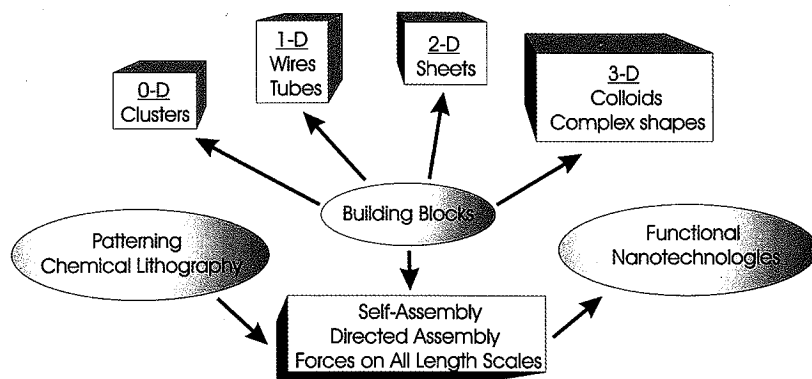 0-D
Clusters
1-D
Wires
Tubes
2-D
Sheets
3-D
Colloids
Complex shapes
Building Blocks
Patterning
Chemical Lithography
Functional
Nanotechnologies
Self-Assembly
Directed Assembly
Forces on All Length Scales